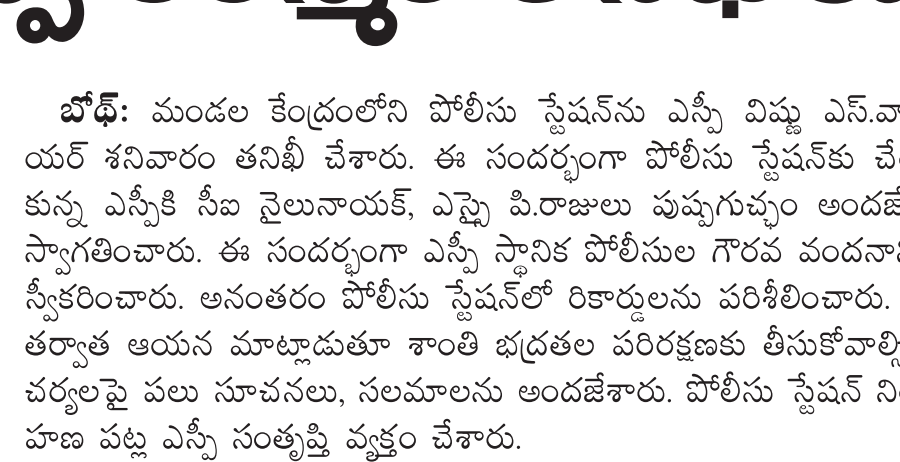 బోథ్: మండల కేంద్రంలోని పోలీసు స్టేషన్‌ను ఎస్పీ విష్ణు ఎస్.వా
యర్ శనివారం తనిఖీ చేశారు. ఈ సందర్భంగా పోలీసు స్టేషన్‌కు చే
కున్న ఎస్పీకి సీఐ నైలునాయక్, ఎస్సై పి.రాజులు పుష్పగుచ్ఛం అందజే
స్వాగతించారు. ఈ సందర్భంగా ఎస్పీ స్థానిక పోలీసుల గౌరవ వందనా
స్వీకరించారు. అనంతరం పోలీసు స్టేషన్‌లో రికార్డులను పరిశీలించారు.
తర్వాత ఆయన మాట్లాడుతూ శాంతి భద్రతల పరిరక్షణకు తీసుకోవాల్సి
చర్యలపై పలు సూచనలు, సలమాలను అందజేశారు. పోలీసు స్టేషన్ ని
హణ పట్ల ఎస్పీ సంతృప్తి వ్యక్తం చేశారు.